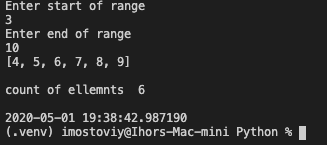 Enter start of range
3
Enter end of range
10
[4, 5, 6, 7, 8, 9]
count of ellemnts  6
2020-05-01 19:38:42.987190
(.venv) imostoviy@Ihors-Mac-mini Python %